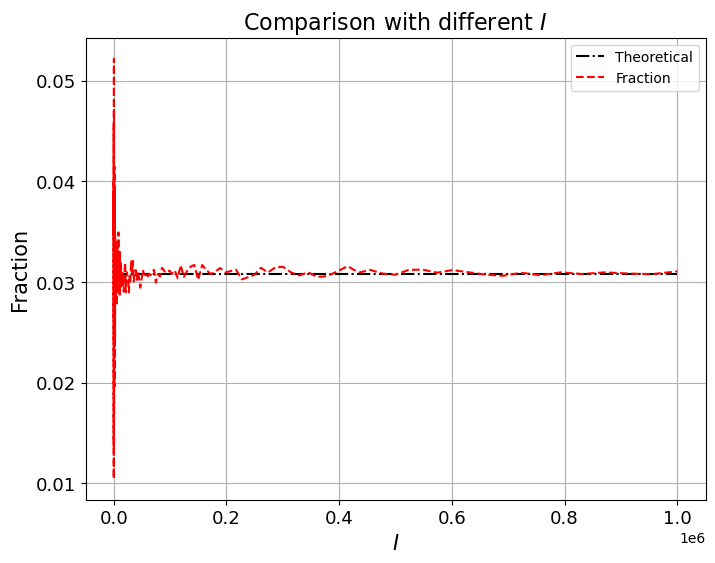 Comparison with different I
Theoretical
Fraction
0.05
0.04
0.03
0.02
0.01
Fraction
0.0 0.2 0.4 0.6 0.8 1.0
1e6
I